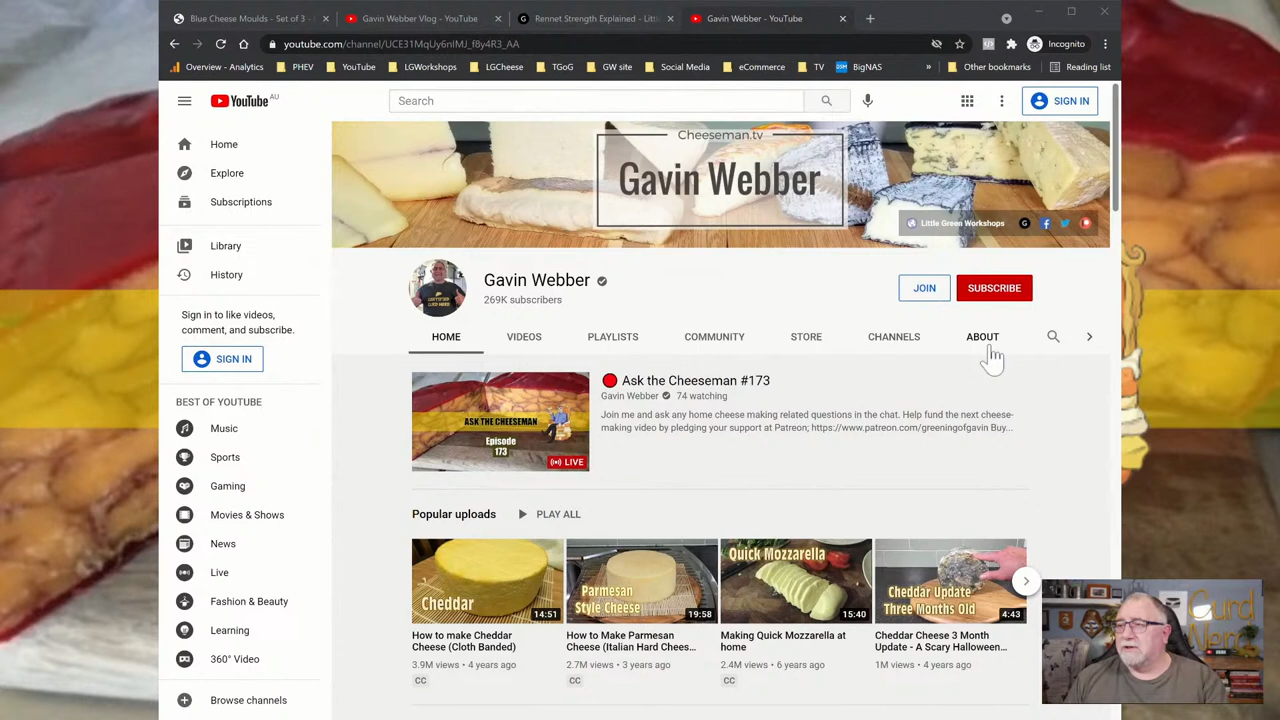 Blue Cheese Moulds - Set of 3 -
Gavin Webber Vlog - YouTube
Rennet Strength Explained - Littl
Gavin Webber - YouTube
youtube.com/channel/UCE31MqUy6nIMJ_f8y4R3_AA
Incognito
Overview - Analytics
PHEV
YouTube
LGWorkshops
LGCheese
TGoG
GW site
Social Media
eCommerce
TV
BigNAS
»
Other bookmarks
Reading list
YouTube AU
Search
SIGN IN
Home
Explore
Subscriptions
Library
History
Sign in to like videos,
comment, and subscribe.
SIGN IN
BEST OF YOUTUBE
Music
Sports
Gaming
Movies & Shows
News
Live
Fashion & Beauty
Learning
360° Video
Browse channels
Cheeseman.tv
Gavin Webber
Little Green Workshops
Gavin Webber
269K subscribers
JOIN
SUBSCRIBE
HOME
VIDEOS
PLAYLISTS
COMMUNITY
STORE
CHANNELS
ABOUT
ASK THE CHEESEMAN
Episode
173
LIVE
Ask the Cheeseman #173
Gavin Webber
74 watching
Join me and ask any home cheese making related questions in the chat. Help fund the next cheese-
making video by pledging your support at Patreon; https://www.patreon.com/greeningofgavin Buy...
Popular uploads
PLAY ALL
Cheddar
14:51
Parmesan
Style Cheese
19:58
Quick Mozzarella
15:40
Cheddar Update
Three Months Old
4:43
How to make Cheddar
Cheese (Cloth Banded)
3.9M views • 4 years ago
CC
How to Make Parmesan
Cheese (Italian Hard Chees...
2.7M views • 3 years ago
CC
Making Quick Mozzarella at
home
2.4M views • 6 years ago
CC
Cheddar Cheese 3 Month
Update - A Scary Halloween...
1M views • 4 years ago
Curd
Nerd